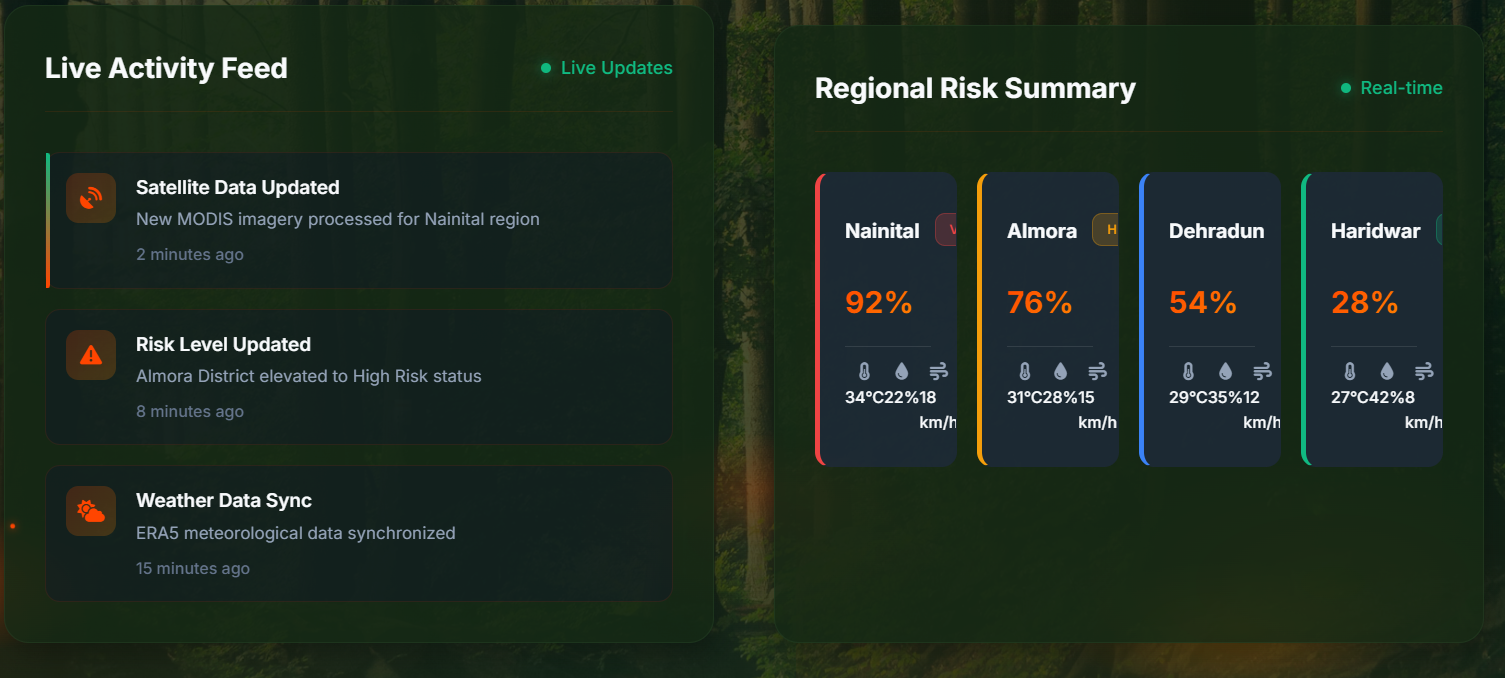 Live Activity Feed
Live Updates
Satellite Data Updated
New MODIS imagery processed for Nainital region
2 minutes ago
Risk Level Updated
Almora District elevated to High Risk status
8 minutes ago
Weather Data Sync
ERA5 meteorological data synchronized
15 minutes ago
Regional Risk Summary
Real-time
Nainital
92%
34°C22%18
km/h
Almora
H
76%
31°C28%15
km/h
Dehradun
54%
29°C35%12
km/h
Haridwar
28%
27°C42%8
km/h